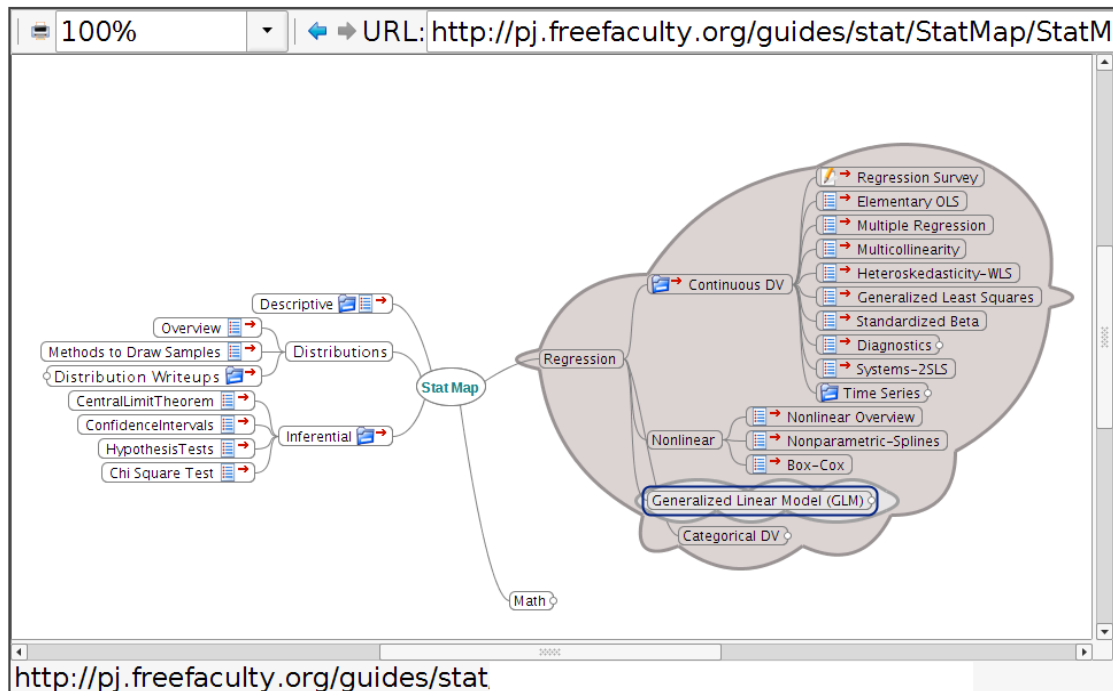 100%
URL: http://pj.freefaculty.org/guides/stat/StatMap/StatM
Descriptive
Overview
Methods to Draw Samples
Distribution Writeups
Distributions
CentralLimitTheorem
ConfidenceIntervals
HypothesisTests
Chi Square Test
Inferential
Stat Map
Math
Regression
Continuous DV
Regression Survey
Elementary OLS
Multiple Regression
Multicollinearity
Heteroskedasticity-WLS
Generalized Least Squares
Standardized Beta
Diagnostics
Systems-2SLS
Time Series
Nonlinear
Nonlinear Overview
Nonparametric-Splines
Box-Cox
Generalized Linear Model (GLM)
Categorical DV
http://pj.freefaculty.org/guides/stat